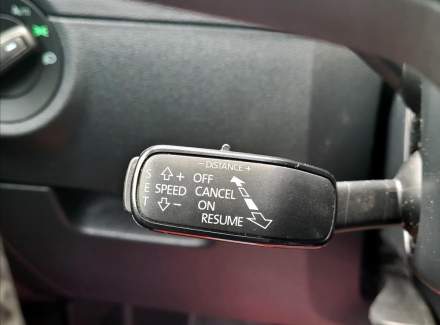 - DISTANCE +
S ⇧+ OFF
E SPEED CANCEL
T ⇩- ON
RESUME